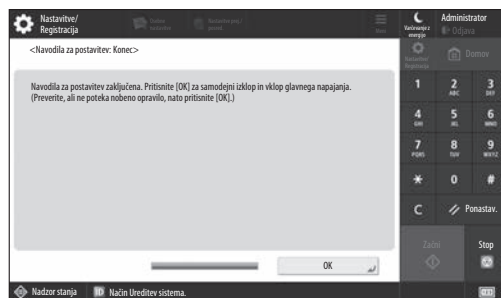 Nastavitve/
Registracija
Varčevanje z
energijo
Administrator
Odjava
<Navodila za postavitev: Konec>
Domov
Navodila za postavitev zaključena. Pritisnite [OK] za samodejni izklop in vklop glavnega napajanja.
(Preverite, ali ne poteka nobeno opravilo, nato pritisnite [OK].)
1 2 3
ABC DEF
4 5 6
GHI JKL MNO
7 8 9
PQRS TUV WXYZ
* 0 #
C Ponastav.
Začni Stop
OK
Nadzor stanja ID Način Ureditev sistema.